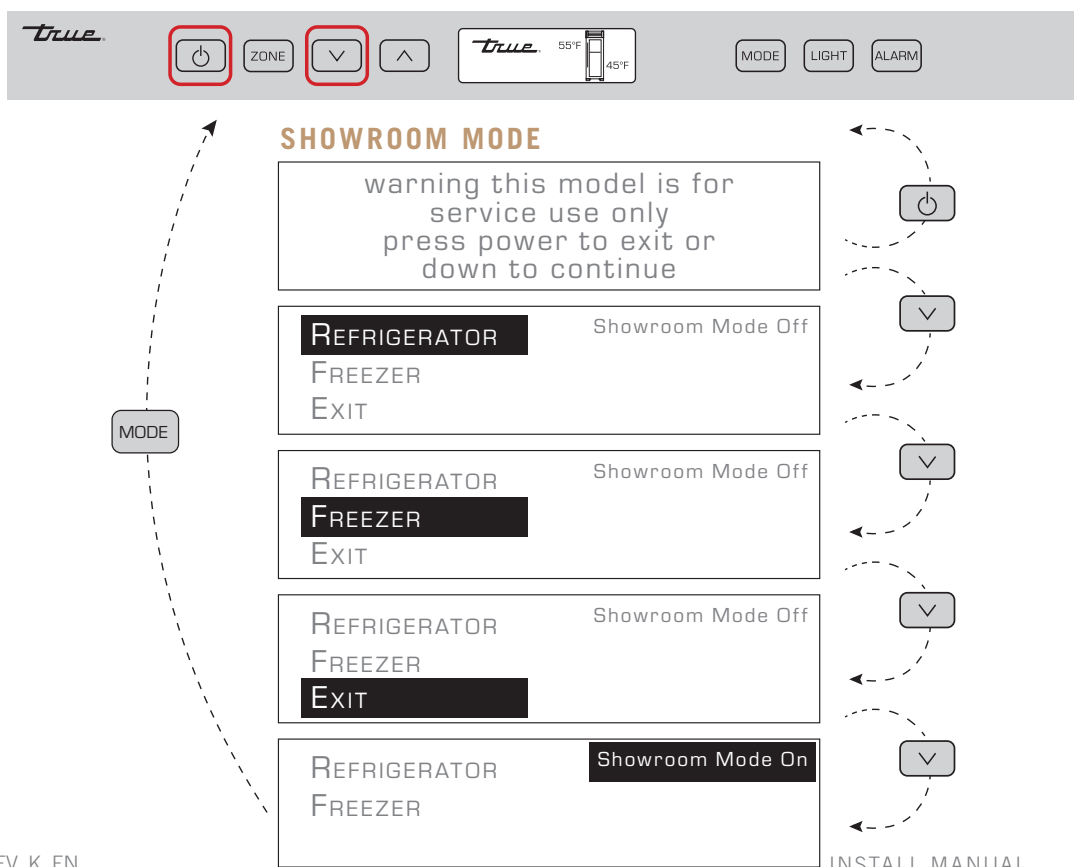 true.
ZONE
true.
55°F
45°F
MODE
LIGHT
ALARM
SHOWROOM MODE
warning this model is for
service use only
press power to exit or
down to continue
REFRIGERATOR
Showroom Mode Off
FREEZER
EXIT
MODE
REFRIGERATOR
Showroom Mode Off
FREEZER
EXIT
REFRIGERATOR
Showroom Mode Off
FREEZER
EXIT
REFRIGERATOR
Showroom Mode On
FREEZER
K EN
INSTALL MANUAL